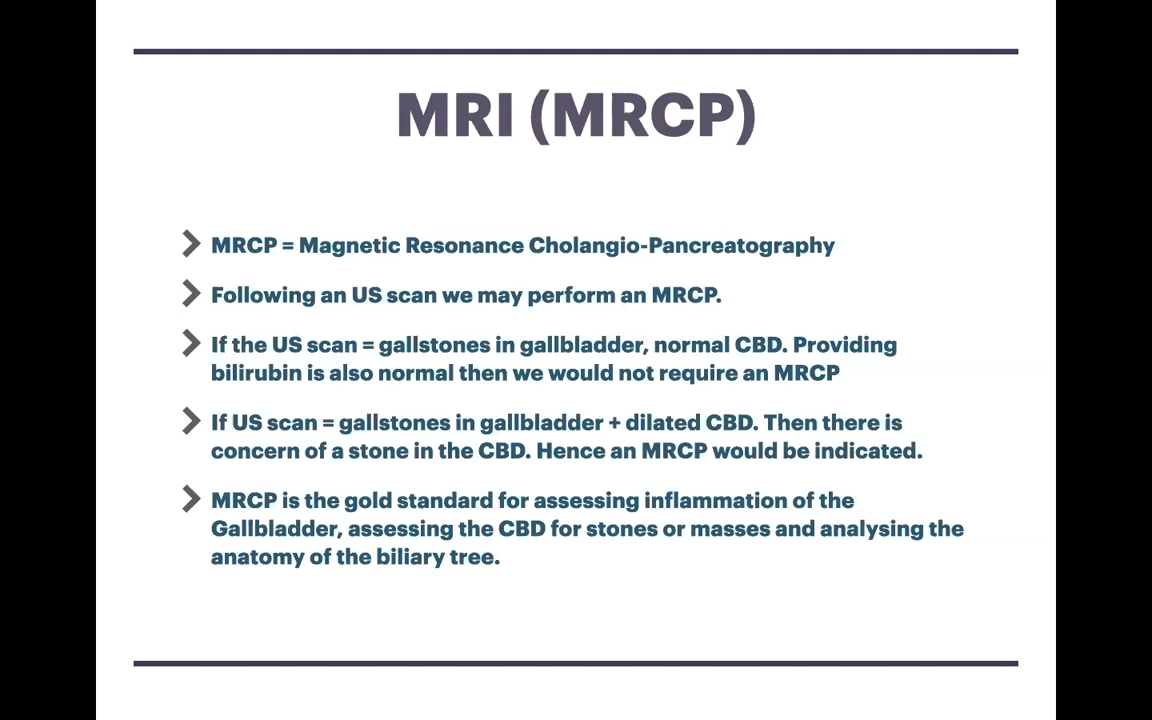 MRI (MRCP)
MRCP = Magnetic Resonance Cholangio-Pancreatography
Following an US scan we may perform an MRCP.
If the US scan = gallstones in gallbladder, normal CBD. Providing
bilirubin is also normal then we would not require an MRCP
If US scan = gallstones in gallbladder + dilated CBD. Then there is
concern of a stone in the CBD. Hence an MRCP would be indicated.
MRCP is the gold standard for assessing inflammation of the
Gallbladder, assessing the CBD for stones or masses and analysing the
anatomy of the biliary tree.